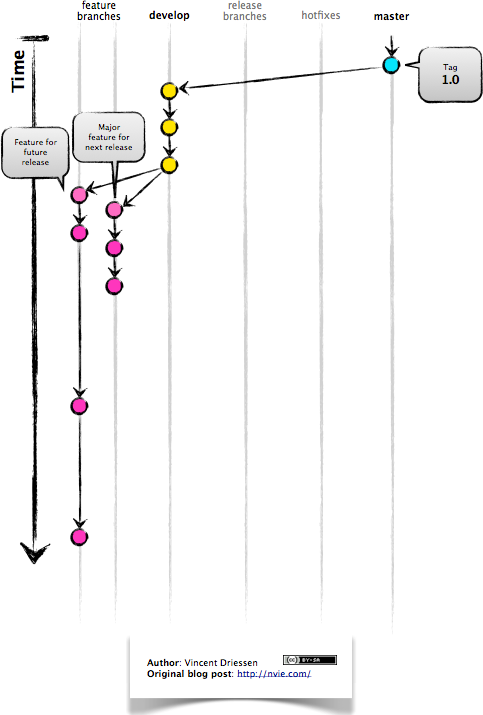 feature
branches
develop
release
branches
hotfixes
master
Time
Tag
1.0
Major
feature for
next release
Feature for
future
release
Author: Vincent Driessen
(cc) BY-SA
Original blog post: http://nvie.com/